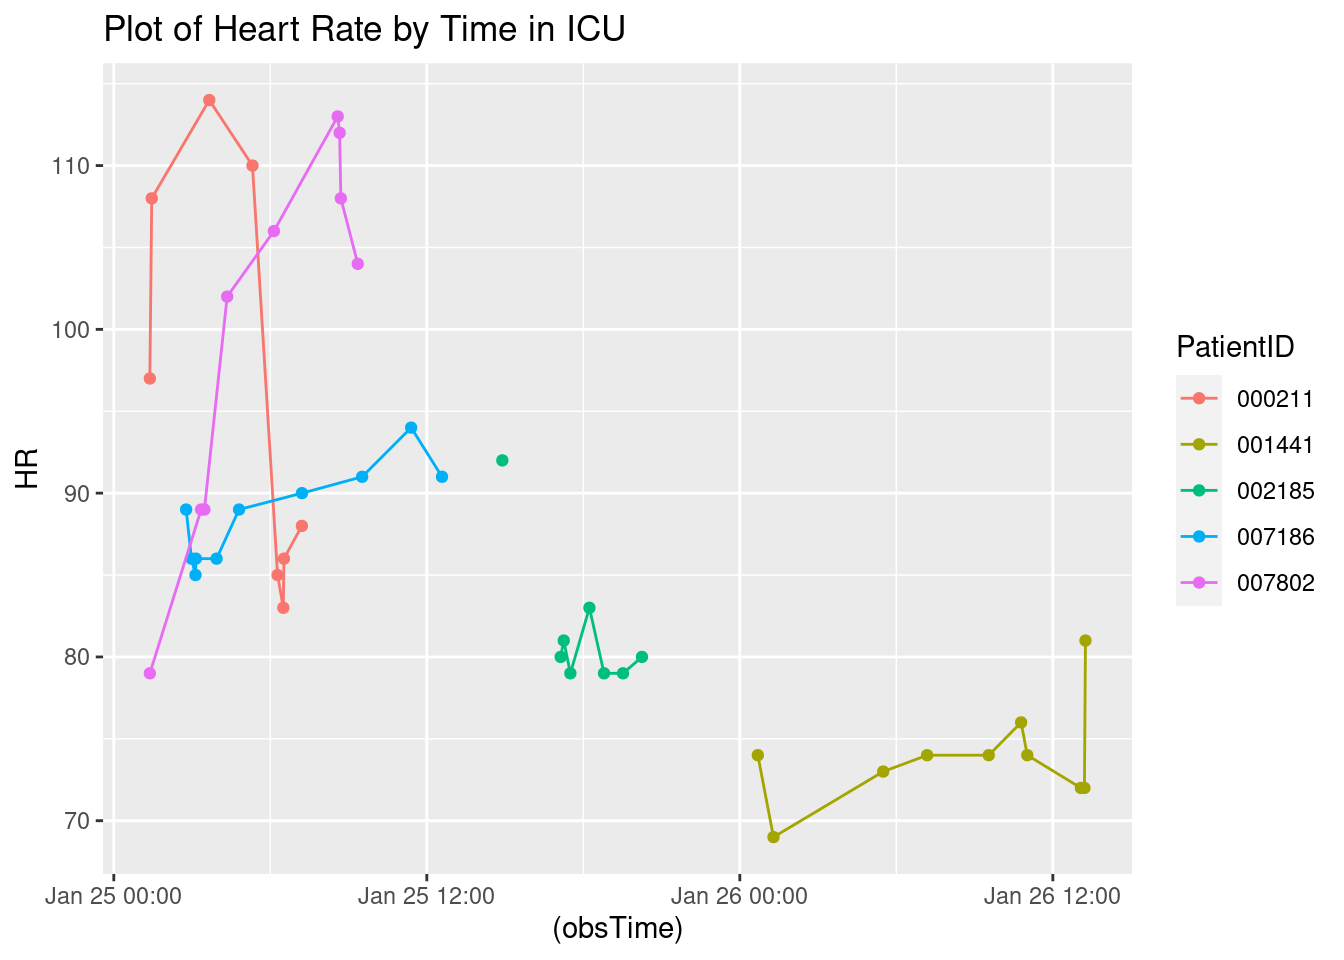 Plot of Heart Rate by Time in ICU
110
100
90
80
70
HR
Jan 25 00:00
Jan 25 12:00
Jan 26 00:00
Jan 26 12:00
(obsTime)
PatientID
000211
001441
002185
007186
007802